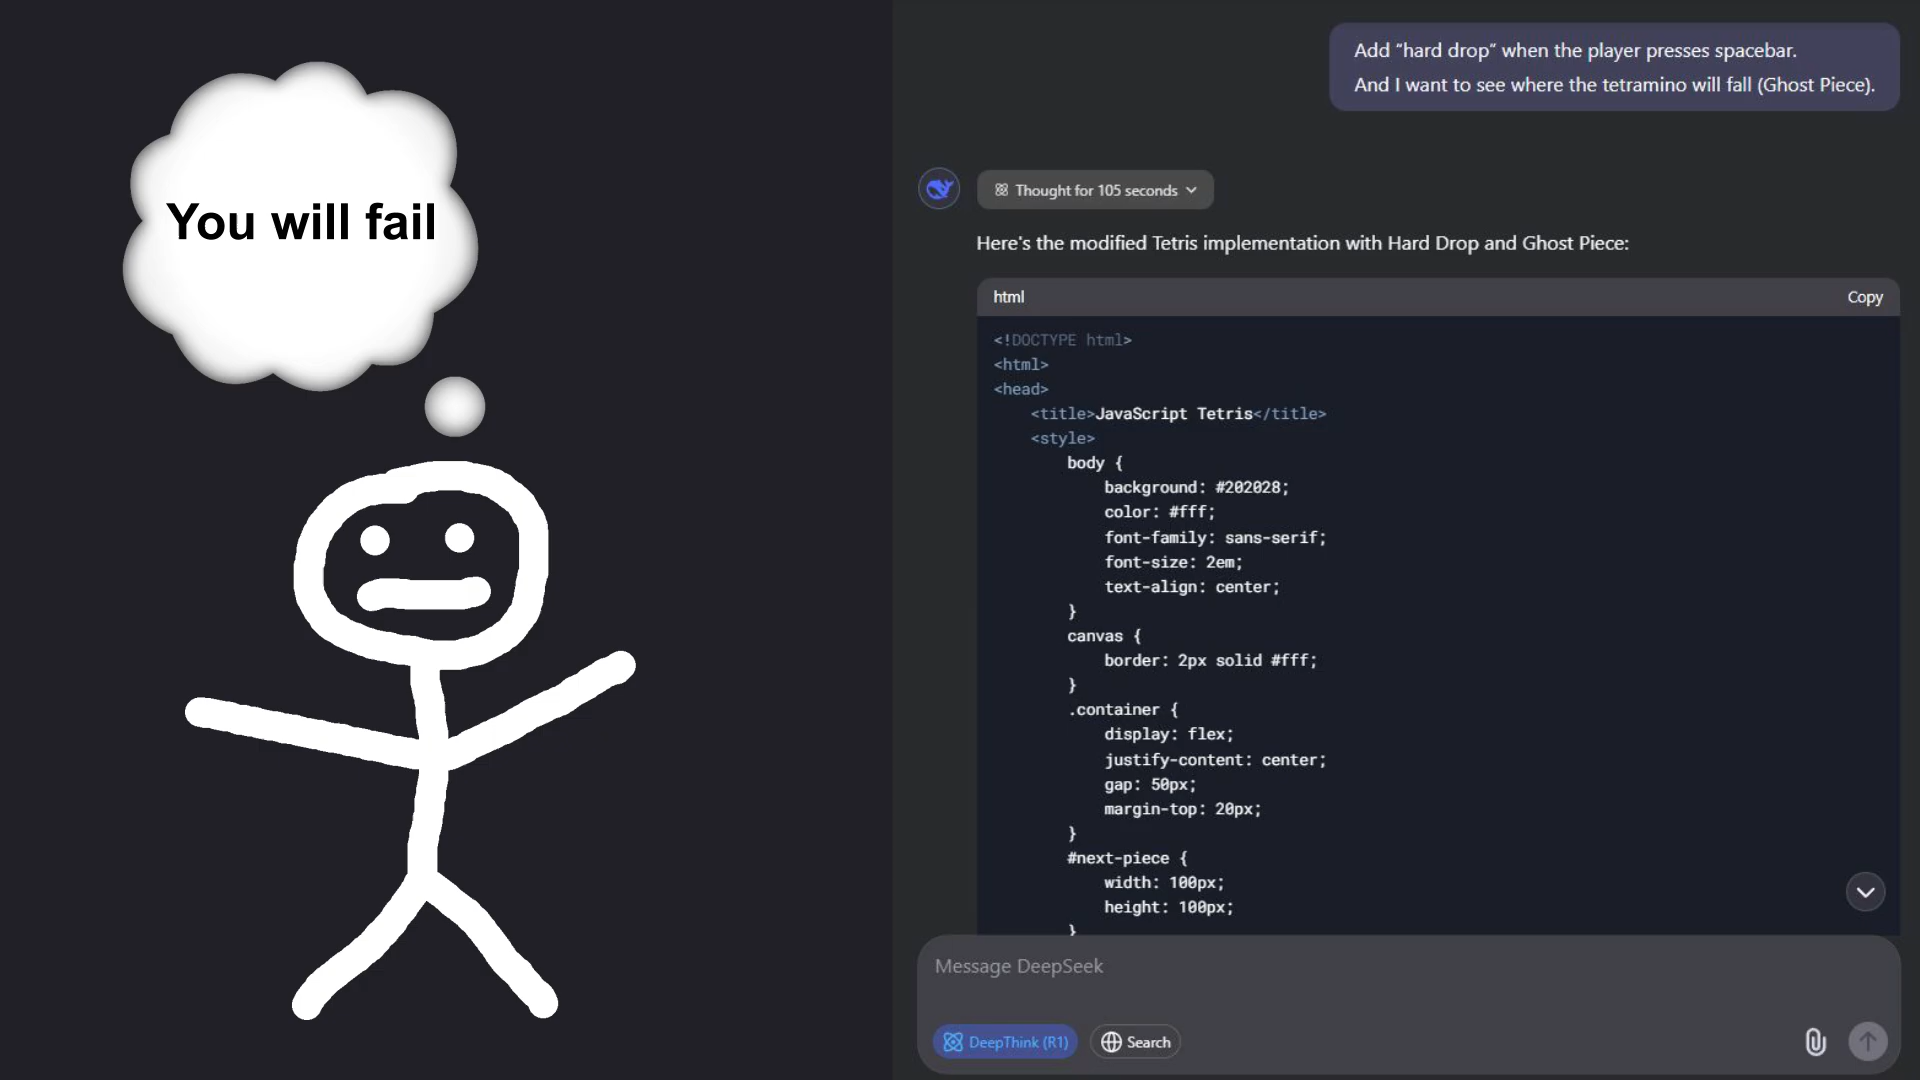 You will fail
Add “hard drop“ when the player presses spacebar.
And I want to see where the tetramino will fall (Ghost Piece).
Thought for 105 seconds
Here's the modified Tetris implementation with Hard Drop and Ghost Piece:
html
Copy
<!DOCTYPE html>
<html>
<head>
    <title>JavaScript Tetris</title>
    <style>
        body {
            background: #202028;
            color: #fff;
            font-family: sans-serif;
            font-size: 2em;
            text-align: center;
        }
        canvas {
            border: 2px solid #fff;
        }
        .container {
            display: flex;
            justify-content: center;
            gap: 50px;
            margin-top: 20px;
        }
        #next-piece {
            width: 100px;
            height: 100px;
        }
Message DeepSeek
DeepThink (R1)
Search